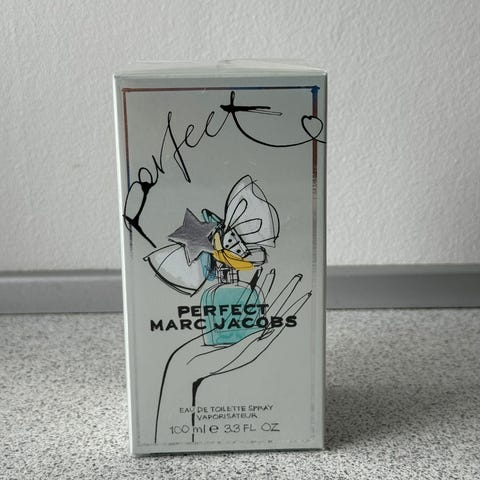 Perfect
PERFECT
MARC JACOBS
EAU DE TOILETTE SPRAY
VAPORISATEUR
100 ml e 3.3 FL OZ